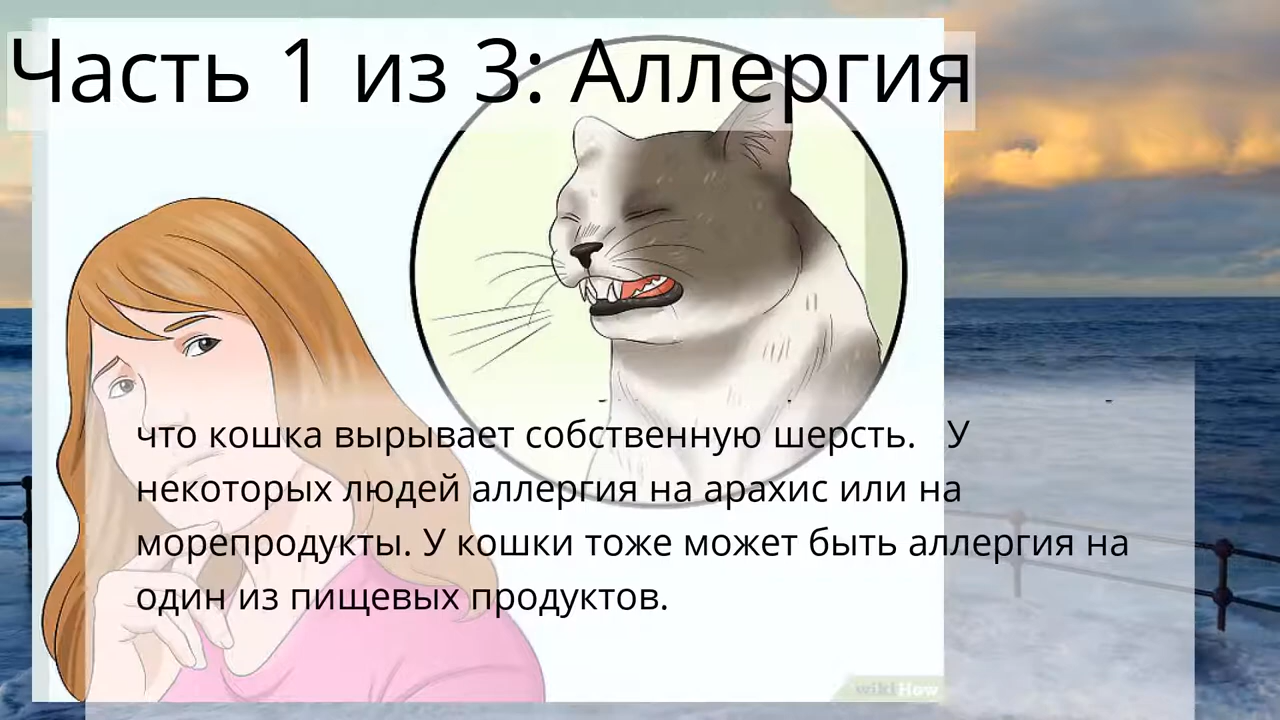 Часть 1 из 3: Аллергия
что кошка вырывает собственную шерсть. У
некоторых людей аллергия на арахис или на
морепродукты. У кошки тоже может быть аллергия на
один из пищевых продуктов.
wikiHow